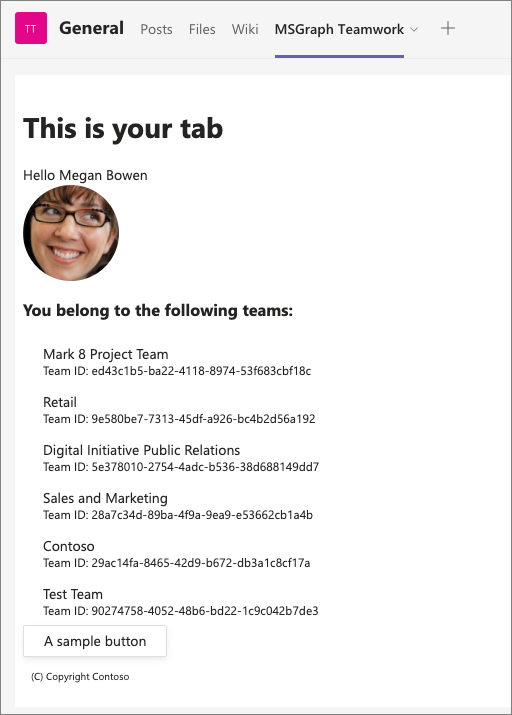 TT General Posts Files Wiki MSGraph Teamwork
This is your tab
Hello Megan Bowen
You belong to the following teams:
Mark 8 Project Team
Team ID: ed43c1b5-ba22-4118-8974-53f683cbf18c
Retail
Team ID: 9e580be7-7313-45df-a926-bc4b2d56a192
Digital Initiative Public Relations
Team ID: 5e378010-2754-4adc-b536-38d688149dd7
Sales and Marketing
Team ID: 28a7c34d-89ba-4f9a-9ea9-e53662cb1a4b
Contoso
Team ID: 29ac14fa-8465-42d9-b672-db3a1c8cf17a
Test Team
Team ID: 90274758-4052-48b6-bd22-1c9c042b7de3
A sample button
(C) Copyright Contoso